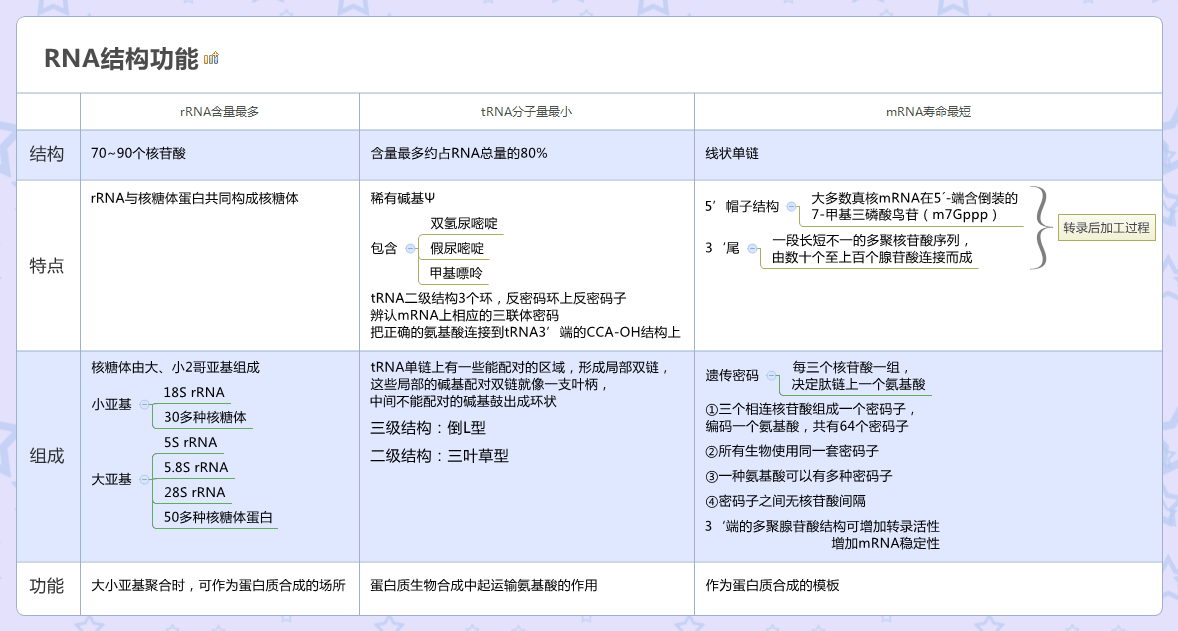 RNA结构功能
rRNA含量最多
tRNA分子量最小
mRNA寿命最短
结构
70~90个核苷酸
含量最多约占RNA总量的80%
线状单链
特点
rRNA与核糖体蛋白共同构成核糖体
稀有碱基Ψ
包含
双氢尿嘧啶
假尿嘧啶
甲基嘌呤
tRNA二级结构3个环，反密码环上反密码子
辨认mRNA上相应的三联体密码
把正确的氨基酸连接到tRNA3′端的CCA-OH结构上
5′帽子结构
大多数真核mRNA在5´-端含倒装的
7-甲基三磷酸鸟苷（m7Gppp）
3‘尾
一段长短不一的多聚核苷酸序列，
由数十个至上百个腺苷酸连接而成
转录后加工过程
组成
核糖体由大、小2哥亚基组成
小亚基
18S rRNA
30多种核糖体
大亚基
5S rRNA
5.8S rRNA
28S rRNA
50多种核糖体蛋白
tRNA单链上有一些能配对的区域，形成局部双链，
这些局部的碱基配对双链就像一支叶柄，
中间不能配对的碱基鼓出成环状
三级结构：倒L型
二级结构：三叶草型
遗传密码
每三个核苷酸一组，
决定肽链上一个氨基酸
①三个相连核苷酸组成一个密码子，
编码一个氨基酸，共有64个密码子
②所有生物使用同一套密码子
③一种氨基酸可以有多种密码子
④密码子之间无核苷酸间隔
3‘端的多聚腺苷酸结构可增加转录活性
增加mRNA稳定性
功能
大小亚基聚合时，可作为蛋白质合成的场所
蛋白质生物合成中起运输氨基酸的作用
作为蛋白质合成的模板